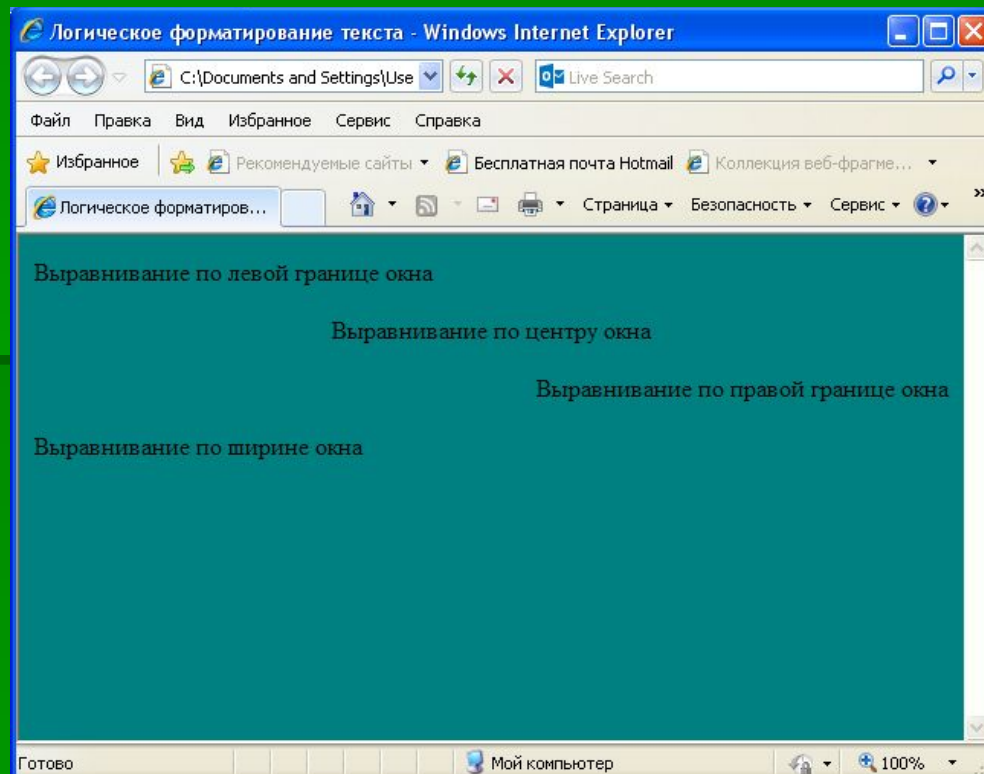 Логическое форматирование текста - Windows Internet Explorer
C:\Documents and Settings\Use
Live Search
Файл Правка Вид Избранное Сервис Справка
Избранное Рекомендуемые сайты Бесплатная почта Hotmail Коллекция веб-фрагме...
Логическое форматиров... Страница Безопасность Сервис »
Выравнивание по левой границе окна
Выравнивание по центру окна
Выравнивание по правой границе окна
Выравнивание по ширине окна
Готово Мой компьютер 100%